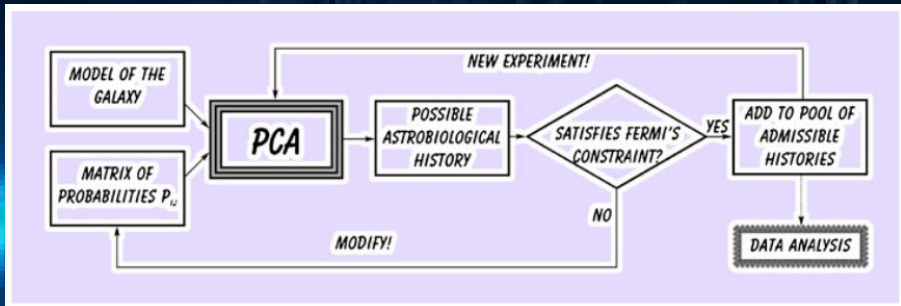 NEW EXPERIMENT!
MODEL OF THE
GALAXY
PCA
POSSIBLE
ASTROBIOLOGICAL
HISTORY
SATISFIES FERMI'S
CONSTRAINT?
YES
ADD TO POOL OF
ADMISSIBLE
HISTORIES
MATRIX OF
PROBABILITIES PIJ
NO
MODIFY!
DATA ANALYSIS